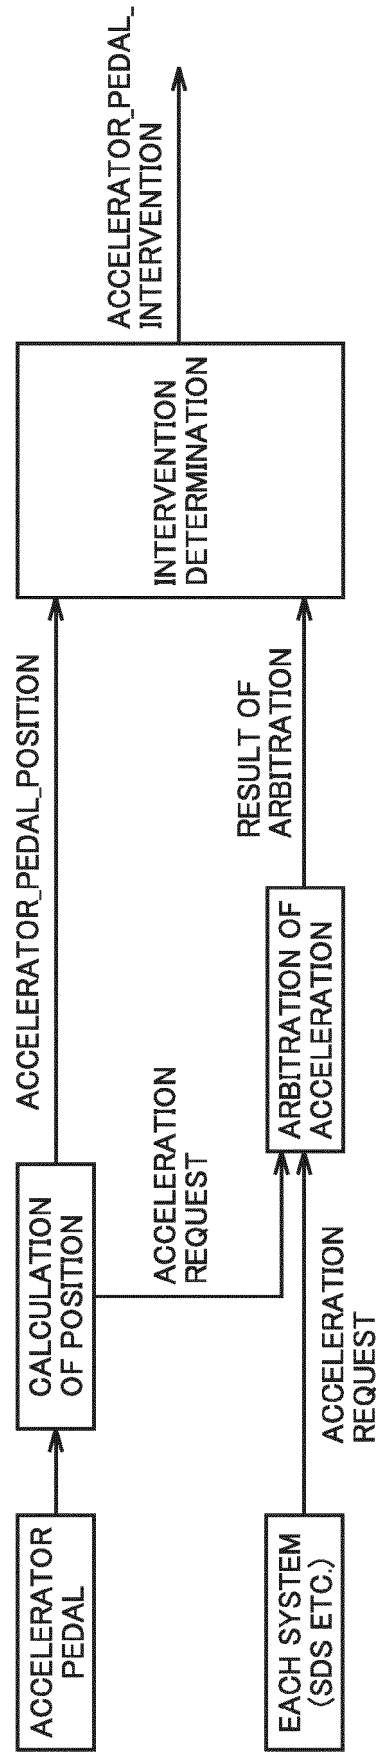 ACCELERATOR
PEDAL
CALCULATION
OF POSITION
ACCELERATOR_PEDAL_POSITION
ACCELERATION
REQUEST
EACH SYSTEM
(SDS ETC.)
ACCELERATION
REQUEST
ARBITRATION OF
ACCELERATION
RESULT OF
ARBITRATION
INTERVENTION
DETERMINATION
ACCELERATOR_PEDAL_
INTERVENTION